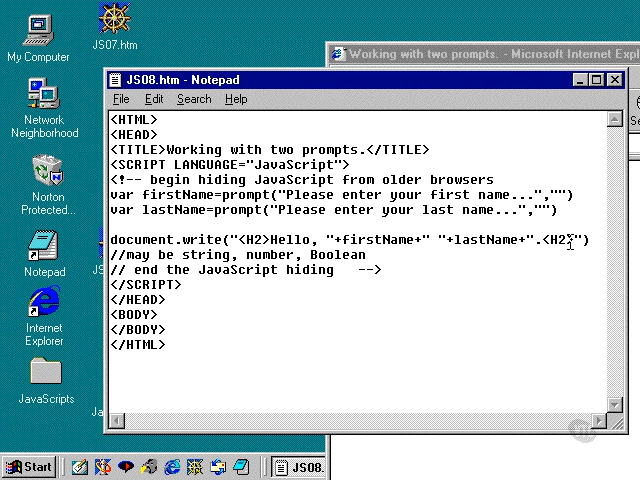 JS07.htm
My Computer
Network
Neighborhood
Norton
Protected...
Notepad
Internet
Explorer
JavaScripts
Working with two prompts. - Microsoft Internet Expl
JS08.htm - Notepad
File Edit Search Help
<HTML>
<HEAD>
<TITLE>Working with two prompts.</TITLE>
<SCRIPT LANGUAGE="JavaScript">
<!-- begin hiding JavaScript from older browsers
var firstName=prompt("Please enter your first name...","")
var lastName=prompt("Please enter your last name...","")
document.write("<H2>Hello, "+firstName+" "+lastName+".<H2>")
//may be string, number, Boolean
// end the JavaScript hiding -->
</SCRIPT>
</HEAD>
<BODY>
</BODY>
</HTML>
Start
JS08.